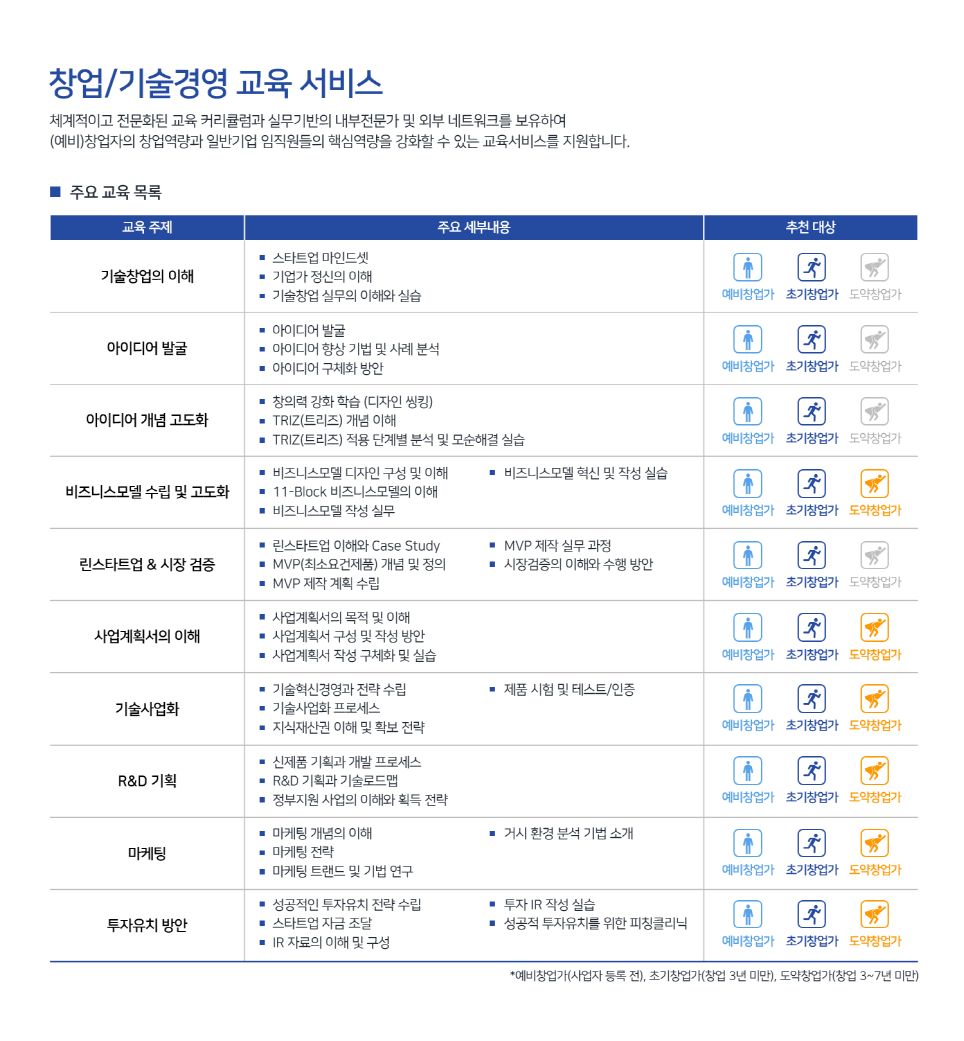 창업/기술경영 교육 서비스
체계적이고 전문화된 교육 커리큘럼과 실무기반의 내부전문가 및 외부 네트워크를 보유하여
(예비)창업자의 창업역량과 일반기업 임직원들의 핵심역량을 강화할 수 있는 교육서비스를 지원합니다.
■ 주요 교육 목록
교육 주제 주요 세부내용 추천 대상
기술창업의 이해
▪ 스타트업 마인드셋
▪ 기업가 정신의 이해
▪ 기술창업 실무의 이해와 실습
예비창업가 초기창업가 도약창업가
아이디어 발굴
▪ 아이디어 발굴
▪ 아이디어 향상 기법 및 사례 분석
▪ 아이디어 구체화 방안
예비창업가 초기창업가 도약창업가
아이디어 개념 고도화
▪ 창의력 강화 학습 (디자인 씽킹)
▪ TRIZ(트리즈) 개념 이해
▪ TRIZ(트리즈) 적용 단계별 분석 및 모순해결 실습
예비창업가 초기창업가 도약창업가
비즈니스모델 수립 및 고도화
▪ 비즈니스모델 디자인 구성 및 이해
▪ 11-Block 비즈니스모델의 이해
▪ 비즈니스모델 작성 실무
▪ 비즈니스모델 혁신 및 작성 실습
예비창업가 초기창업가 도약창업가
린스타트업 & 시장 검증
▪ 린스타트업 이해와 Case Study
▪ MVP(최소요건제품) 개념 및 정의
▪ MVP 제작 계획 수립
▪ MVP 제작 실무 과정
▪ 시장검증의 이해와 수행 방안
예비창업가 초기창업가 도약창업가
사업계획서의 이해
▪ 사업계획서의 목적 및 이해
▪ 사업계획서 구성 및 작성 방안
▪ 사업계획서 작성 구체화 및 실습
예비창업가 초기창업가 도약창업가
기술사업화
▪ 기술혁신경영과 전략 수립
▪ 기술사업화 프로세스
▪ 지식재산권 이해 및 확보 전략
▪ 제품 시험 및 테스트/인증
예비창업가 초기창업가 도약창업가
R&D 기획
▪ 신제품 기획과 개발 프로세스
▪ R&D 기획과 기술로드맵
▪ 정부지원 사업의 이해와 획득 전략
예비창업가 초기창업가 도약창업가
마케팅
▪ 마케팅 개념의 이해
▪ 마케팅 전략
▪ 마케팅 트랜드 및 기법 연구
▪ 거시 환경 분석 기법 소개
예비창업가 초기창업가 도약창업가
투자유치 방안
▪ 성공적인 투자유치 전략 수립
▪ 스타트업 자금 조달
▪ IR 자료의 이해 및 구성
▪ 투자 IR 작성 실습
▪ 성공적 투자유치를 위한 피칭클리닉
예비창업가 초기창업가 도약창업가
*예비창업가(사업자 등록 전), 초기창업가(창업 3년 미만), 도약창업가(창업 3~7년 미만)